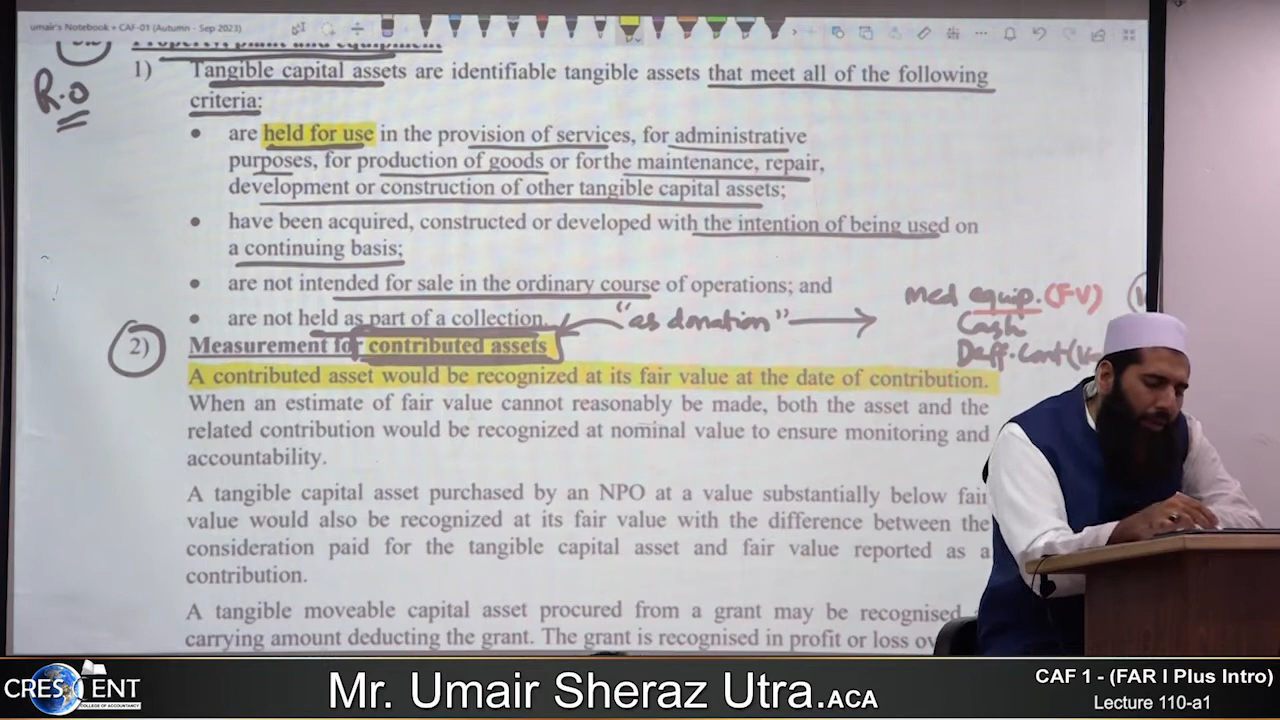 umair's Notebook • CAF-01 (Autumn - Sep 2023)
Property, plant and equipment
R.O
1) Tangible capital assets are identifiable tangible assets that meet all of the following
criteria:
• are held for use in the provision of services, for administrative
purposes, for production of goods or forthe maintenance, repair,
development or construction of other tangible capital assets;
• have been acquired, constructed or developed with the intention of being used on
a continuing basis;
• are not intended for sale in the ordinary course of operations; and
• are not held as part of a collection.
"as donation"
Med equip. (FV)
Cash
Deff. Cont
2) Measurement for contributed assets
A contributed asset would be recognized at its fair value at the date of contribution.
When an estimate of fair value cannot reasonably be made, both the asset and the
related contribution would be recognized at nominal value to ensure monitoring and
accountability.
A tangible capital asset purchased by an NPO at a value substantially below fair
value would also be recognized at its fair value with the difference between the
consideration paid for the tangible capital asset and fair value reported as a
contribution.
A tangible moveable capital asset procured from a grant may be recognised
carrying amount deducting the grant. The grant is recognised in profit or loss
CRESCENT
COLLEGE OF ACCOUNTANCY
Mr. Umair Sheraz Utra.ACA
CAF 1 - (FAR I Plus Intro)
Lecture 110-a1